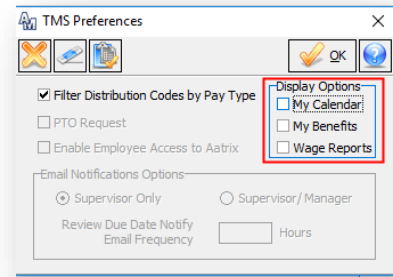 TMS Preferences
OK
Filter Distribution Codes by Pay Type
PTO Request
Enable Employee Access to Aatrix
Display Options
My Calendar
My Benefits
Wage Reports
Email Notifications Options
Supervisor Only
Supervisor/Manager
Review Due Date Notify
Email Frequency
Hours